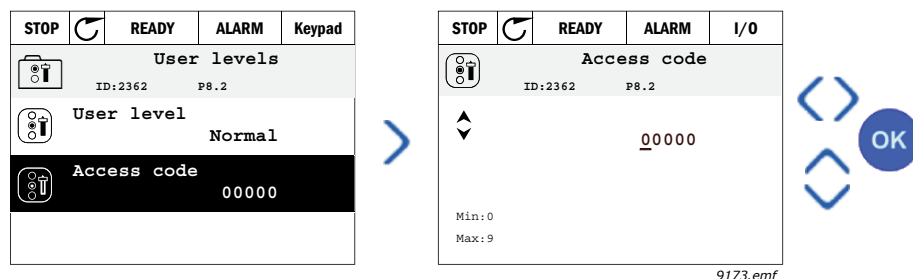 STOP READY ALARM Keypad
User levels
ID:2362 P8.2
User level
Normal
Access code
00000
STOP READY ALARM I/O
Access code
ID:2362 P8.2
00000
Min:0
Max:9
OK
9173.emf